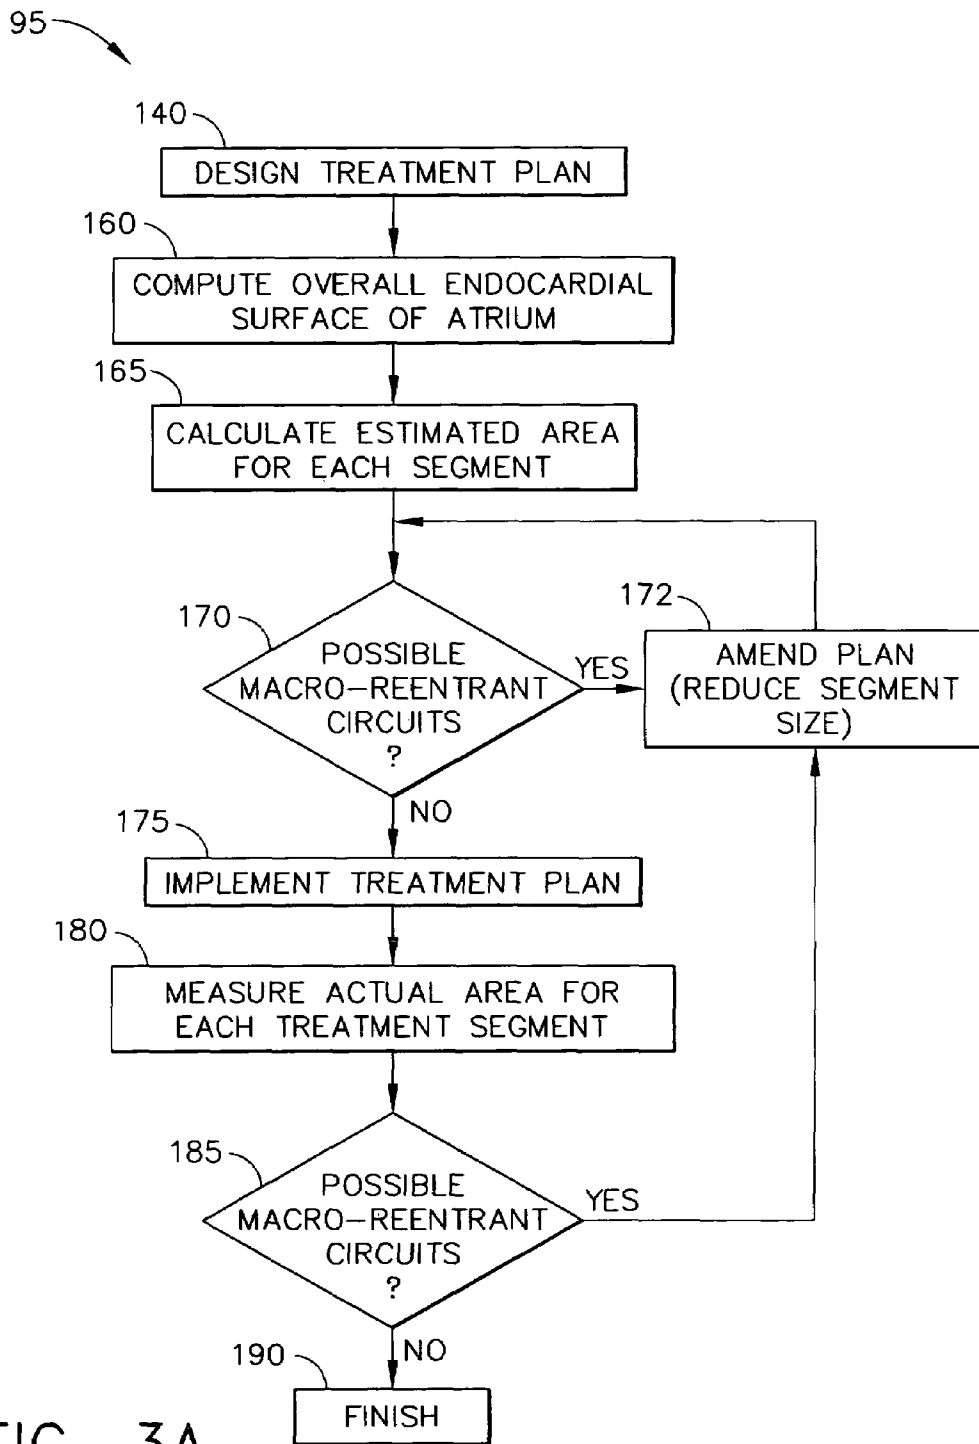 95
140
DESIGN TREATMENT PLAN
160
COMPUTE OVERALL ENDOCARDIAL
SURFACE OF ATRIUM
165
CALCULATE ESTIMATED AREA
FOR EACH SEGMENT
170
POSSIBLE
MACRO-REENTRANT
CIRCUITS
?
YES
172
AMEND PLAN
(REDUCE SEGMENT
SIZE)
NO
175
IMPLEMENT TREATMENT PLAN
180
MEASURE ACTUAL AREA FOR
EACH TREATMENT SEGMENT
185
POSSIBLE
MACRO-REENTRANT
CIRCUITS
?
YES
NO
190
FINISH
FIG. 3A